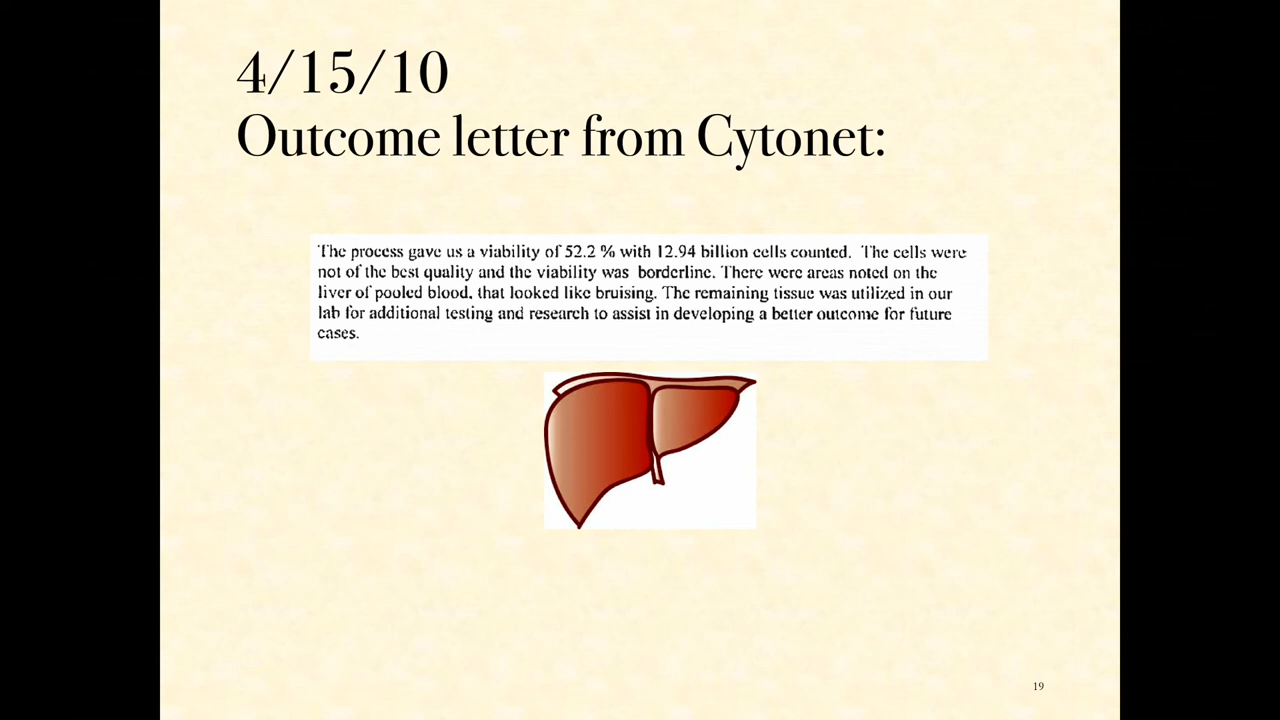 4/15/10
Outcome letter from Cytonet:
The process gave us a viability of 52.2 % with 12.94 billion cells counted. The cells were
not of the best quality and the viability was borderline. There were areas noted on the
liver of pooled blood, that looked like bruising. The remaining tissue was utilized in our
lab for additional testing and research to assist in developing a better outcome for future
cases.
19